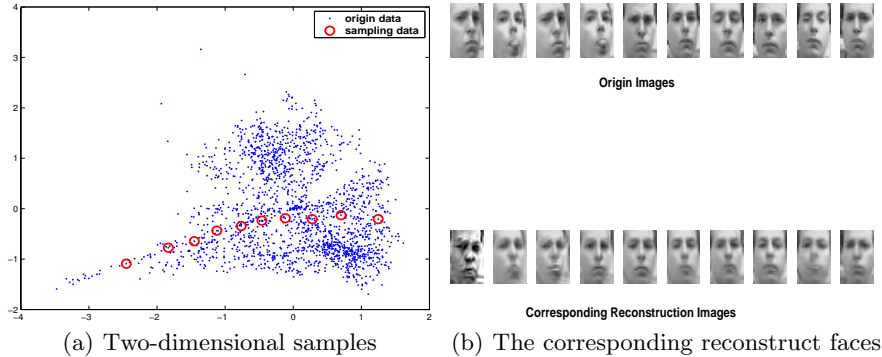 origin data
sampling data
4
3
2
1
0
−1
−2
−4
−3
−2
−1
0
1
2
(a) Two-dimensional samples
Origin Images
Corresponding Reconstruction Images
(b) The corresponding reconstruct faces